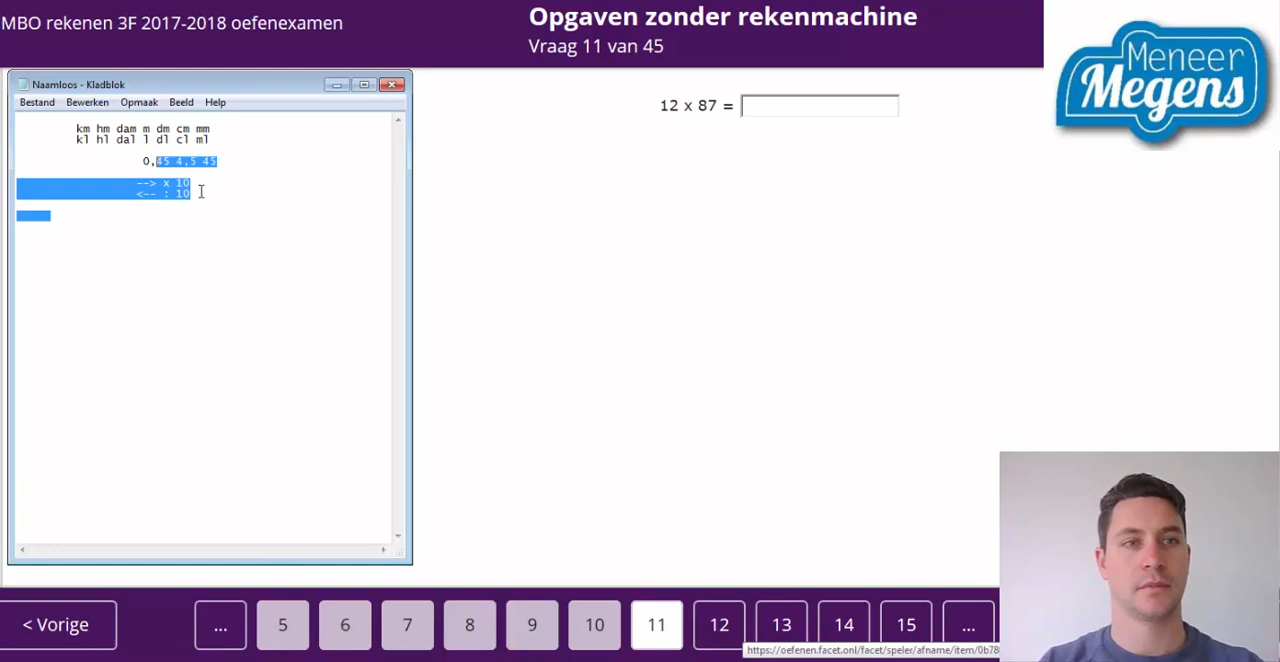 MBO rekenen 3F 2017-2018 oefenexamen
Opgaven zonder rekenmachine
Vraag 11 van 45
Meneer
Megens
Naamloos - Kladblok
Bestand Bewerken Opmaak Beeld Help
km hm dam m dm cm mm
kl hl dal l dl cl ml
0,45 4,5 45
--> x 10
<-- : 10
12 x 87 =
< Vorige ... 5 6 7 8 9 10 11 12 13 14 15 ...
https://oefenen.facet.onl/facet/speler/afname/item/0b78